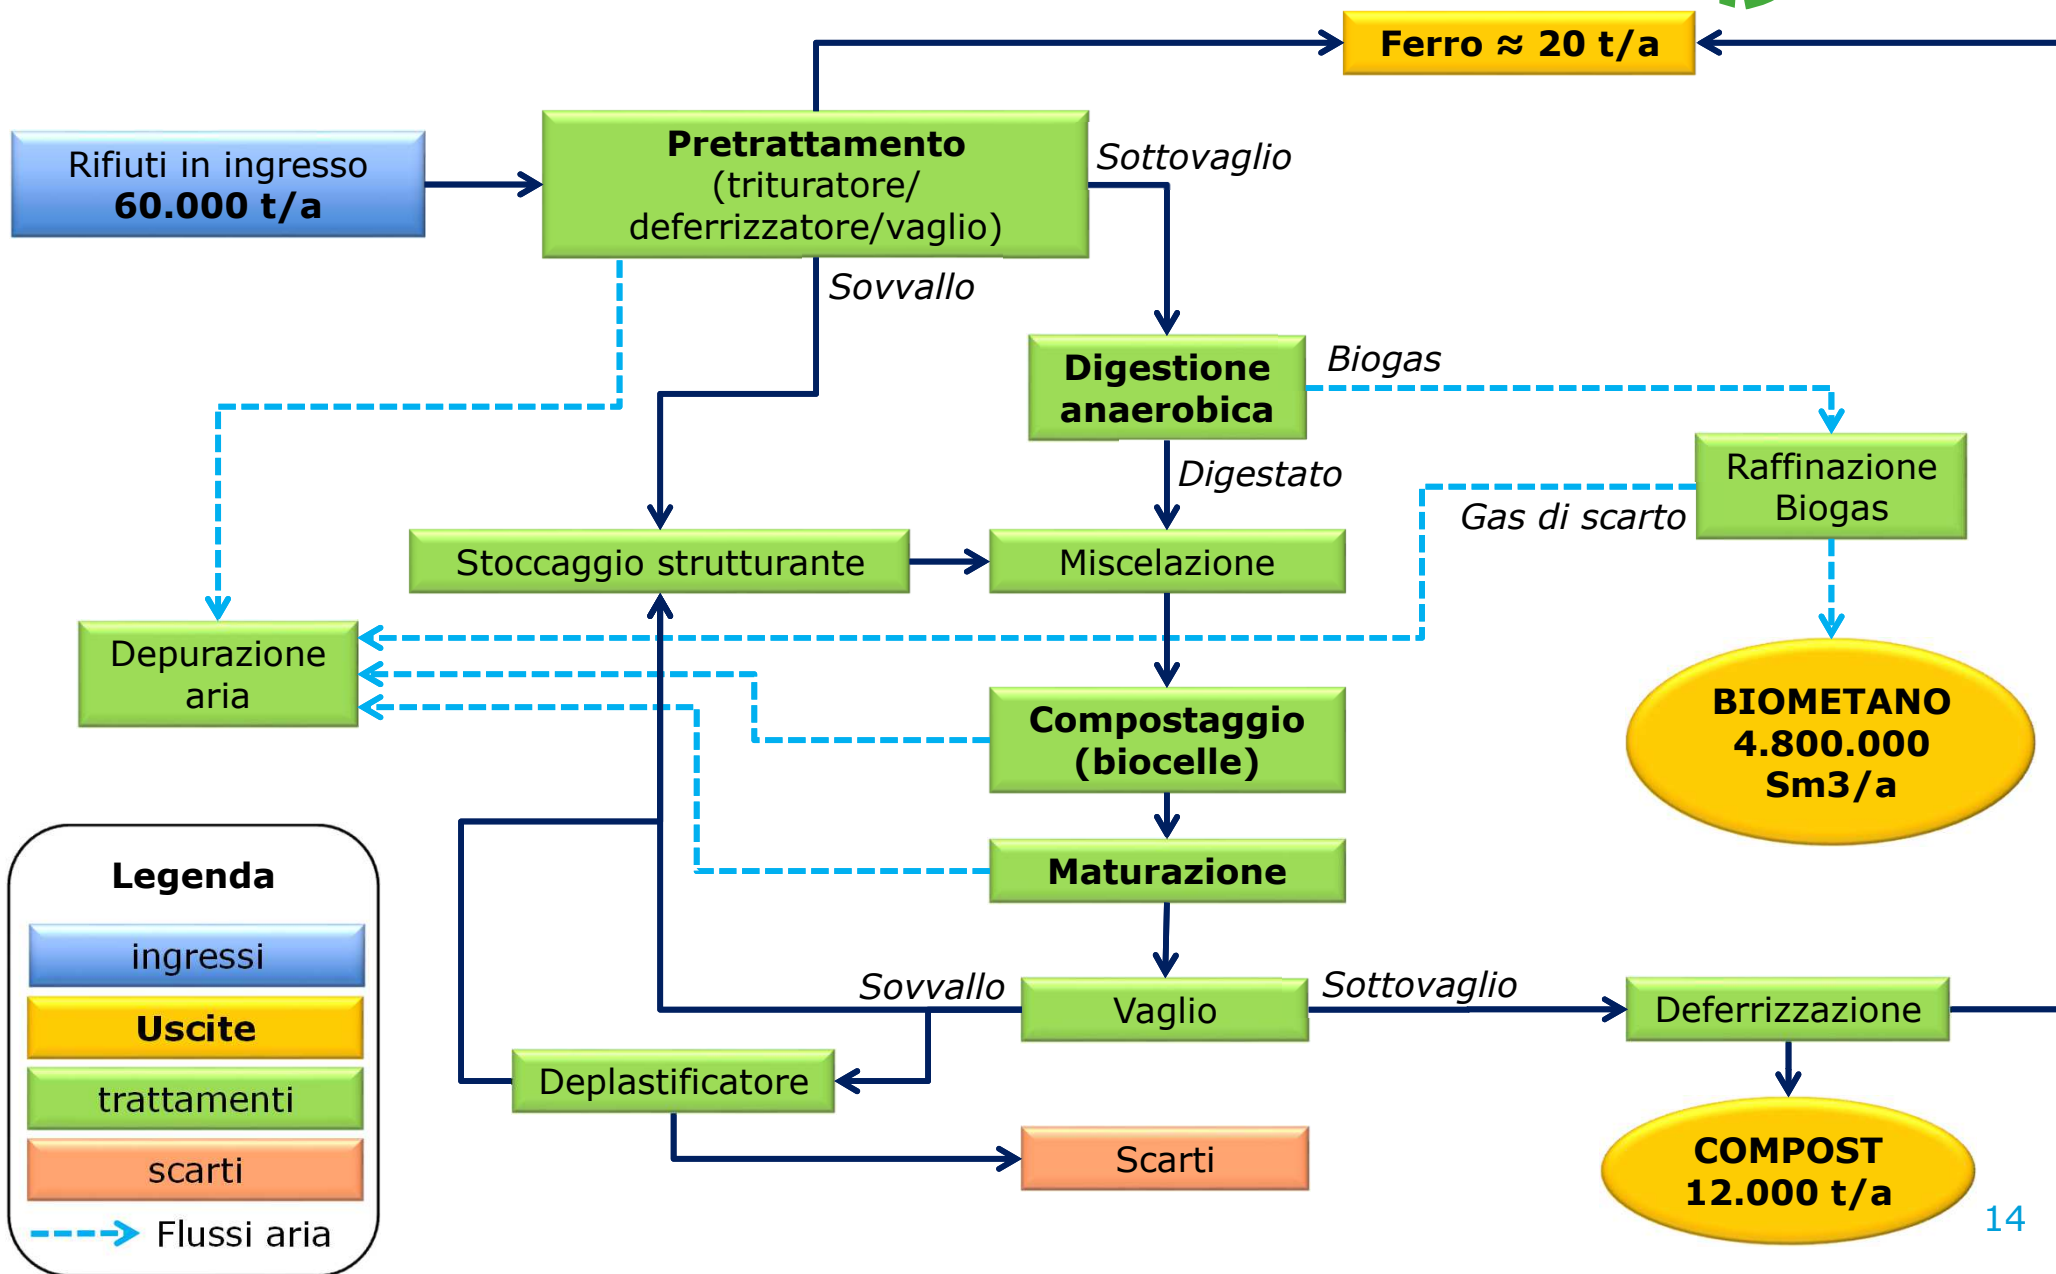 Ferro ≈ 20 t/a
Rifiuti in ingresso
60.000 t/a
Pretrattamento
(trituratore/
deferrizzatore/vaglio)
Sottovaglio
Sovvallo
Digestione
anaerobica
Biogas
Digestato
Raffinazione
Biogas
Gas di scarto
Stoccaggio strutturante
Miscelazione
Depurazione
aria
Compostaggio
(biocelle)
BIOMETANO
4.800.000
Sm3/a
Maturazione
Legenda
ingressi
Uscite
trattamenti
scarti
Flussi aria
Sovvallo
Vaglio
Sottovaglio
Deferrizzazione
Deplastificatore
Scarti
COMPOST
12.000 t/a
14